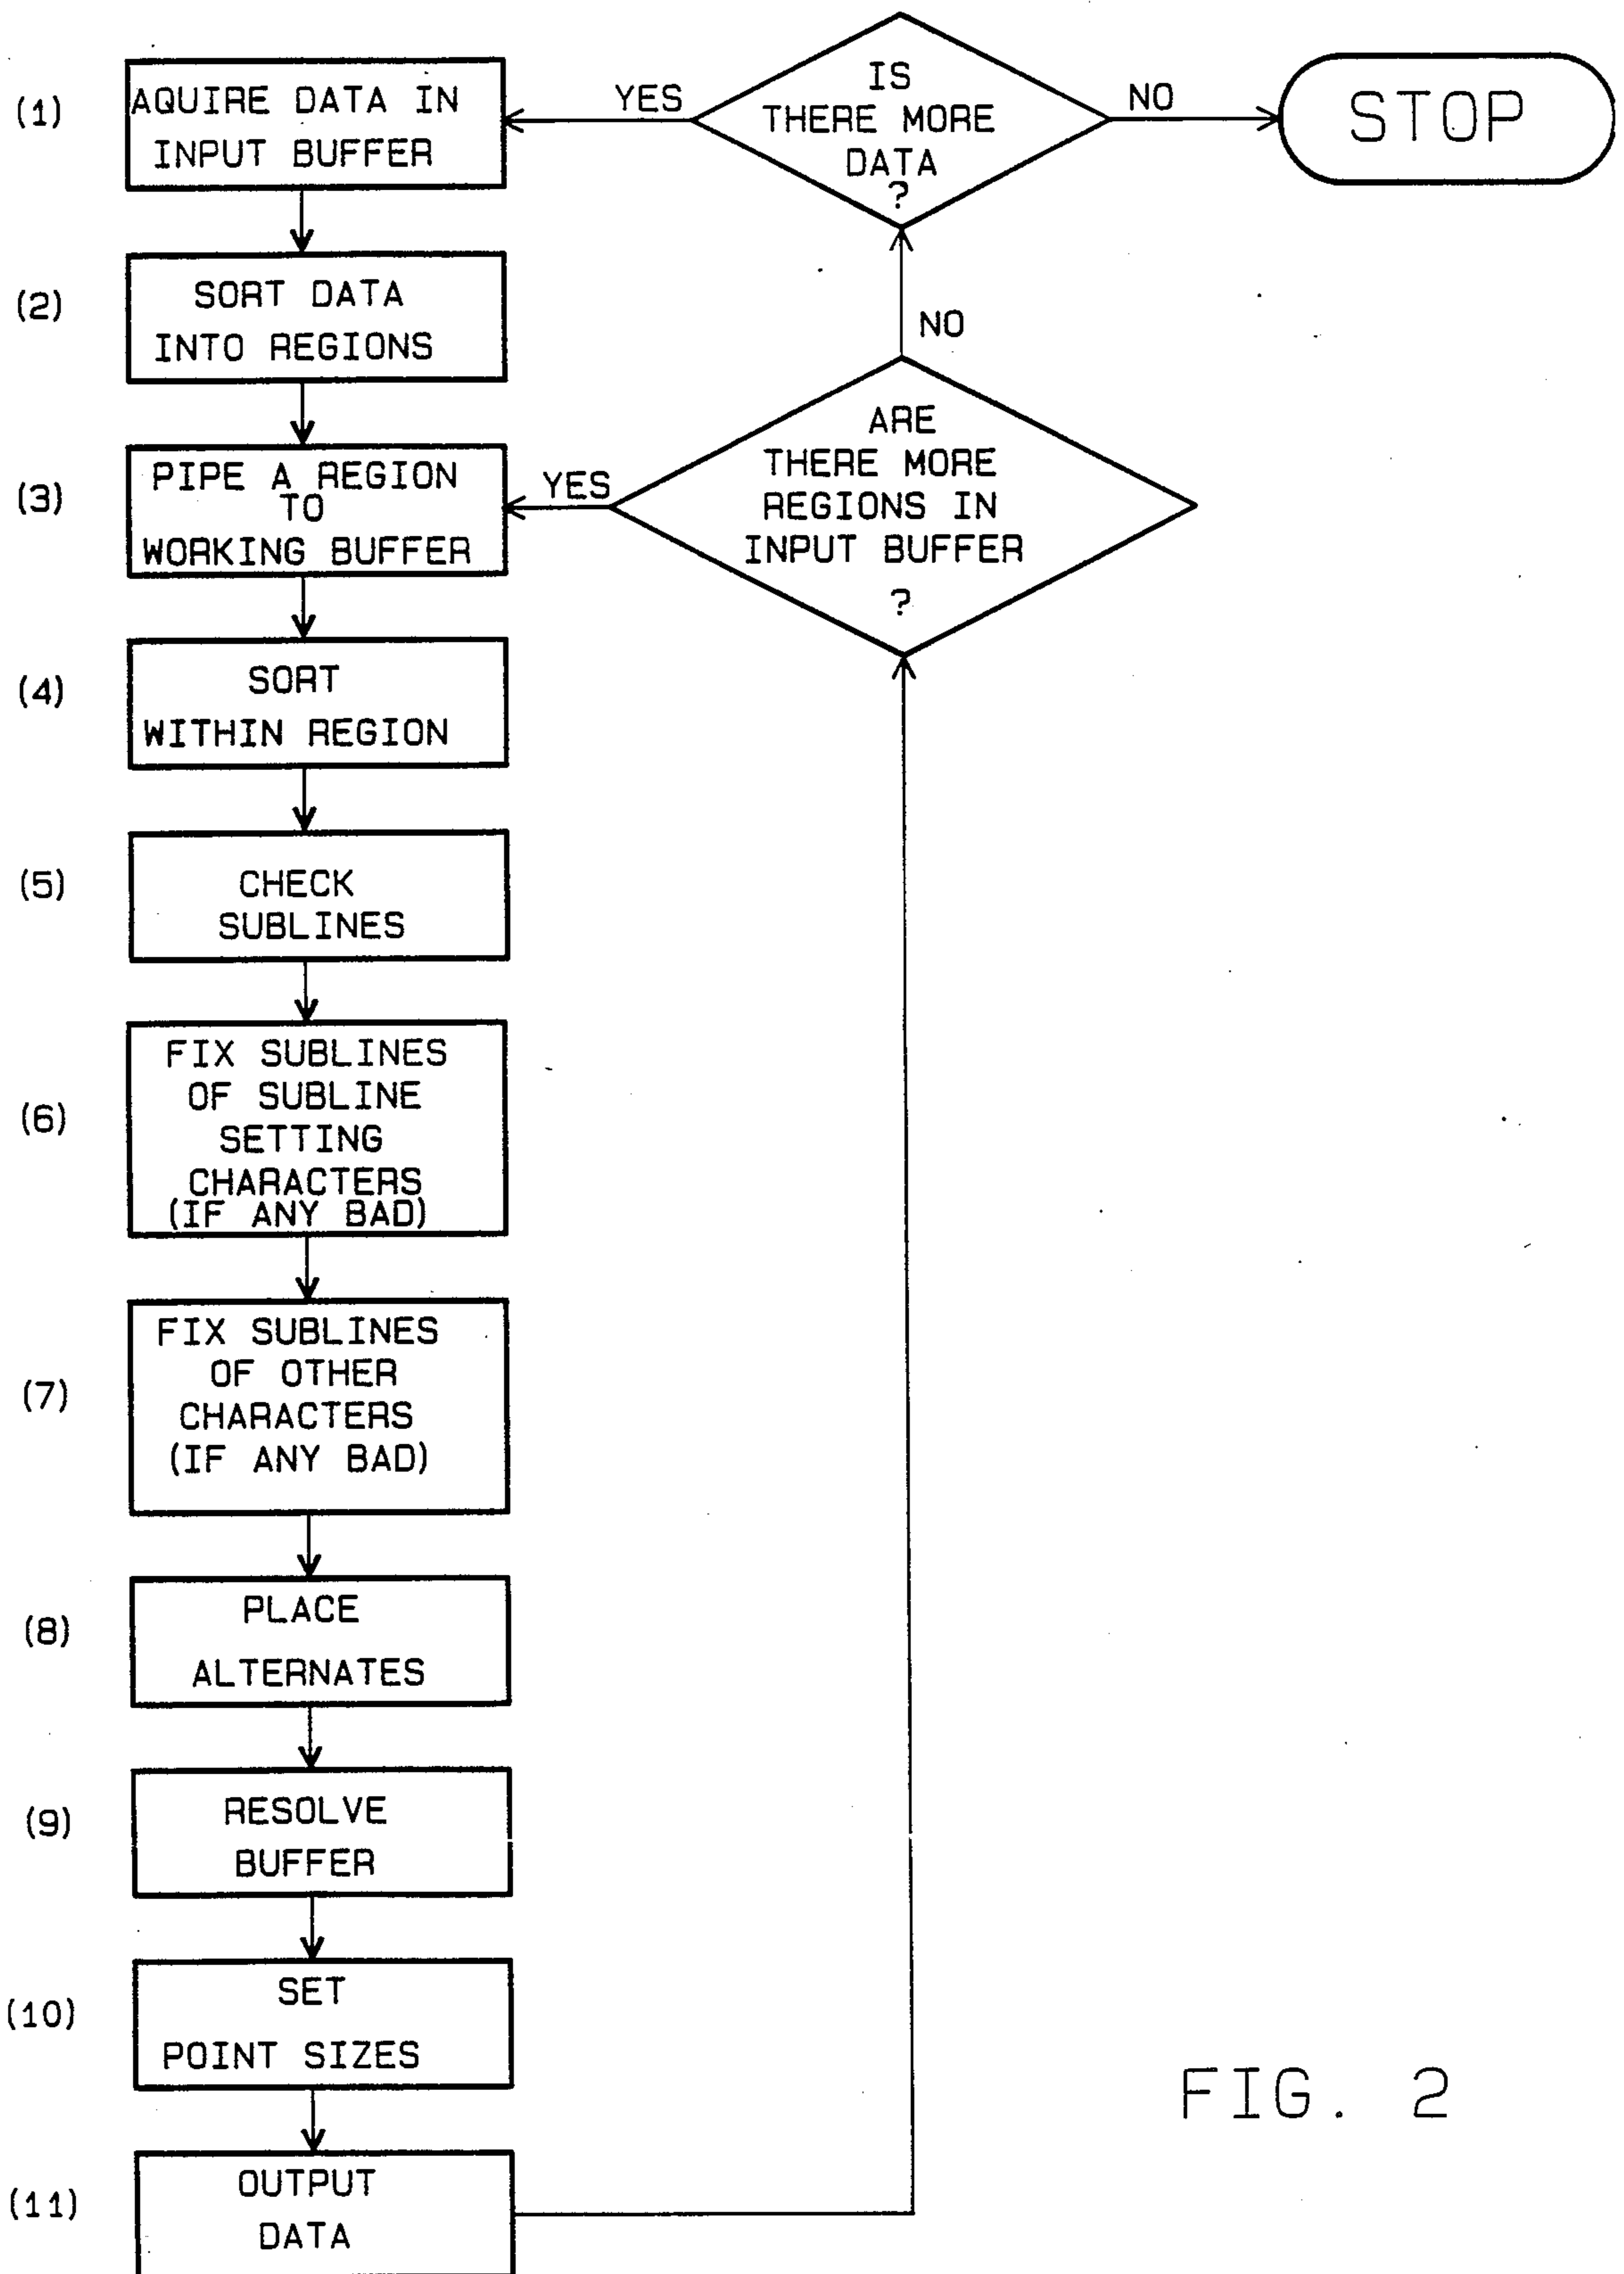 (1)
AQUIRE DATA IN
INPUT BUFFER
YES
IS
THERE MORE
DATA
?
NO
STOP
(2)
SORT DATA
INTO REGIONS
NO
(3)
PIPE A REGION
TO
WORKING BUFFER
YES
ARE
THERE MORE
REGIONS IN
INPUT BUFFER
?
(4)
SORT
WITHIN REGION
(5)
CHECK
SUBLINES
(6)
FIX SUBLINES
OF SUBLINE
SETTING
CHARACTERS
(IF ANY BAD)
(7)
FIX SUBLINES
OF OTHER
CHARACTERS
(IF ANY BAD)
(8)
PLACE
ALTERNATES
(9)
RESOLVE
BUFFER
(10)
SET
POINT SIZES
(11)
OUTPUT
DATA
FIG. 2